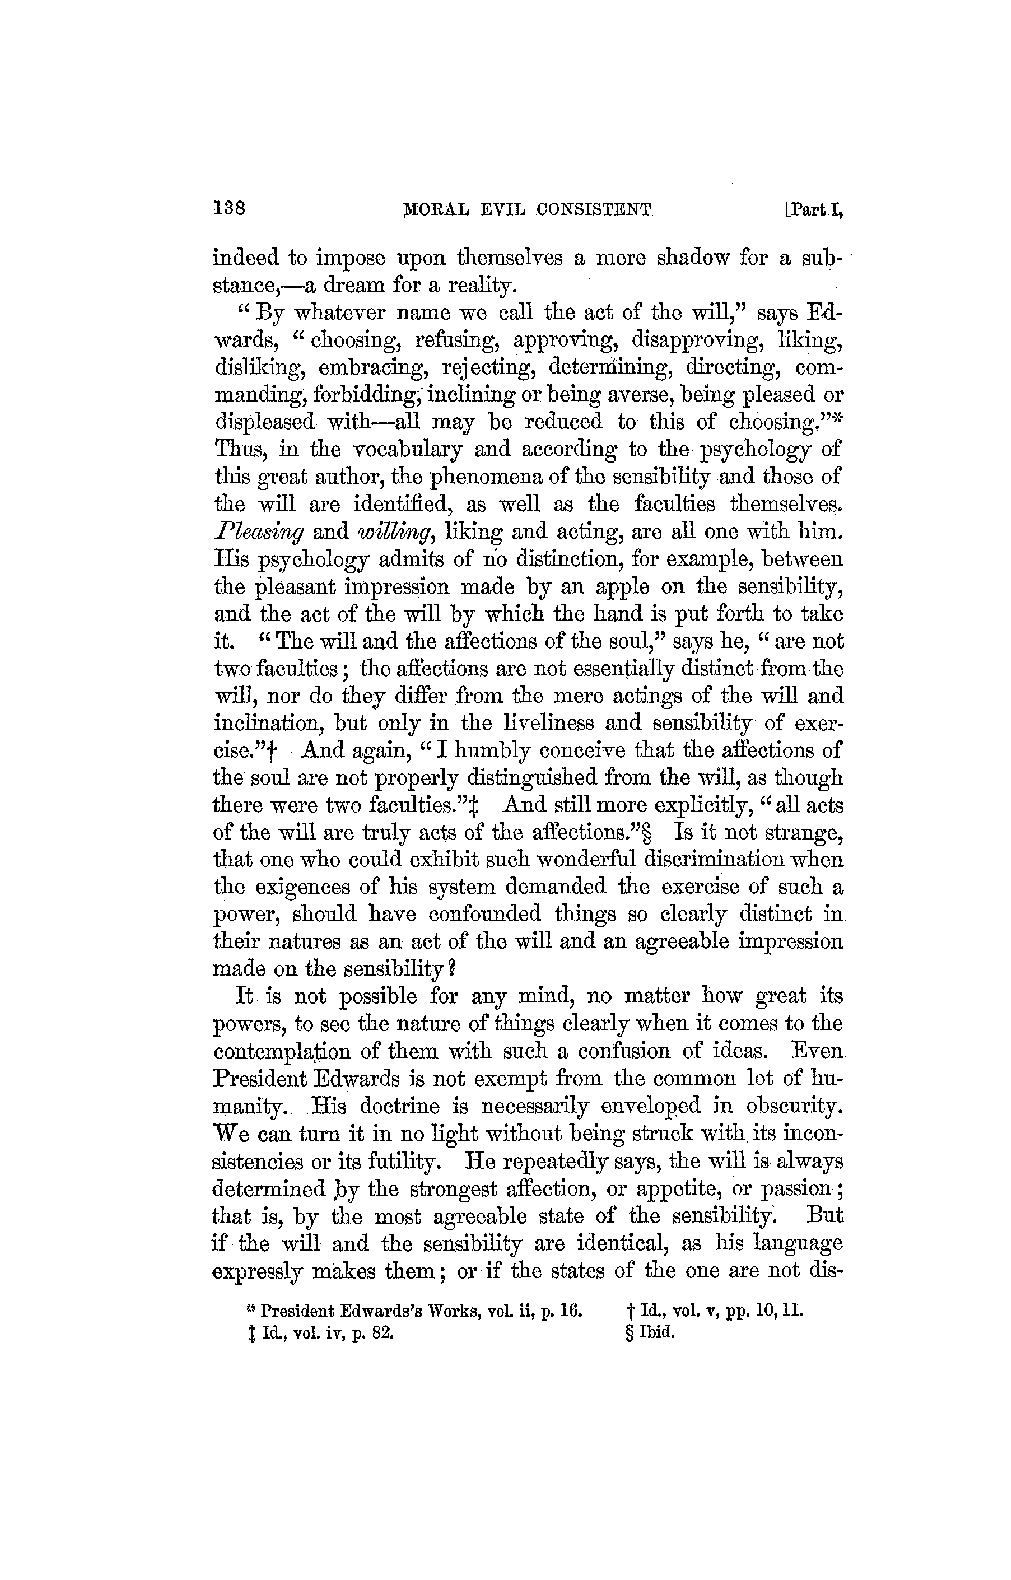 138 MORAL EVIL CONSISTENT [Part I,
indeed to impose upon themselves a mere shadow for a sub-
stance,—a dream for a reality.
“By whatever name we call the act of the will,” says Ed-
wards, “choosing, refusing, approving, disapproving, liking,
disliking, embracing, rejecting, determining, directing, com-
manding, forbidding, inclining or being averse, being pleased or
displeased with—all may be reduced to this of choosing.”*
Thus, in the vocabulary and according to the psychology of
this great author, the phenomena of the sensibility and those of
the will are identified, as well as the faculties themselves.
Pleasing and willing, liking and acting, are all one with him.
His psychology admits of no distinction, for example, between
the pleasant impression made by an apple on the sensibility,
and the act of the will by which the hand is put forth to take
it. “The will and the affections of the soul,” says he, “are not
two faculties; the affections are not essentially distinct from the
will, nor do they differ from the mere actings of the will and
inclination, but only in the liveliness and sensibility of exer-
cise.”† And again, “I humbly conceive that the affections of
the soul are not properly distinguished from the will, as though
there were two faculties.”‡ And still more explicitly, “all acts
of the will are truly acts of the affections.”§ Is it not strange,
that one who could exhibit such wonderful discrimination when
the exigences of his system demanded the exercise of such a
power, should have confounded things so clearly distinct in
their natures as an act of the will and an agreeable impression
made on the sensibility?
It is not possible for any mind, no matter how great its
powers, to see the nature of things clearly when it comes to the
contemplation of them with such a confusion of ideas. Even
President Edwards is not exempt from the common lot of hu-
manity. His doctrine is necessarily enveloped in obscurity.
We can turn it in no light without being struck with its incon-
sistencies or its futility. He repeatedly says, the will is always
determined by the strongest affection, or appetite, or passion;
that is, by the most agreeable state of the sensibility. But
if the will and the sensibility are identical, as his language
expressly makes them; or if the states of the one are not dis-
* President Edwards's Works, vol. ii, p. 16. † Id., vol. v, pp. 10, 11.
‡ Id., vol. iv, p. 82. § Ibid.